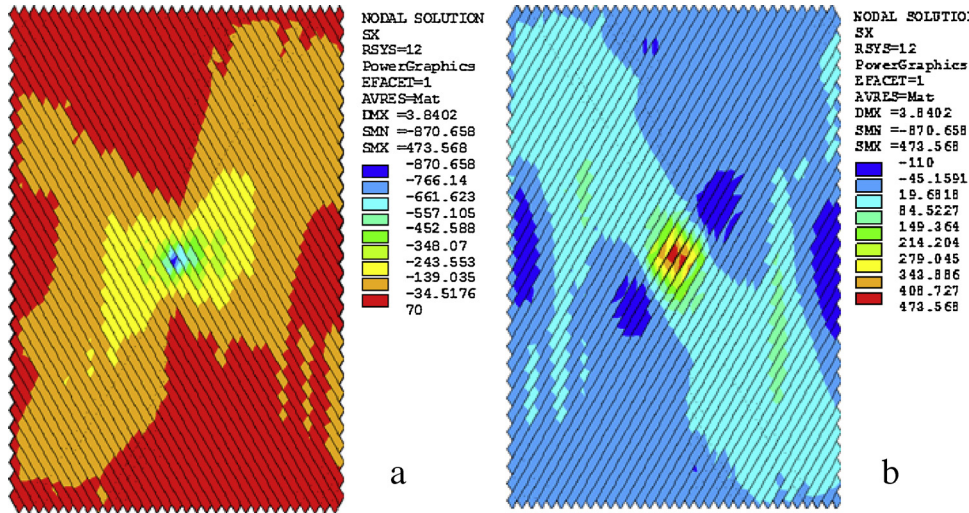 NODAL SOLUTION
SX
RSYS=12
PowerGraphics
EFACET=1
AVRES=Mat
DMX =3.8402
SMN =-870.658
SMX =473.568
-870.658
-766.14
-661.623
-557.105
-452.588
-348.07
-243.553
-139.035
-34.5176
70
a
NODAL SOLUTION
SX
RSYS=12
PowerGraphics
EFACET=1
AVRES=Mat
DMX =3.8402
SMN =-870.658
SMX =473.568
-110
-45.1591
19.6818
84.5227
149.364
214.204
279.045
343.886
408.727
473.568
b